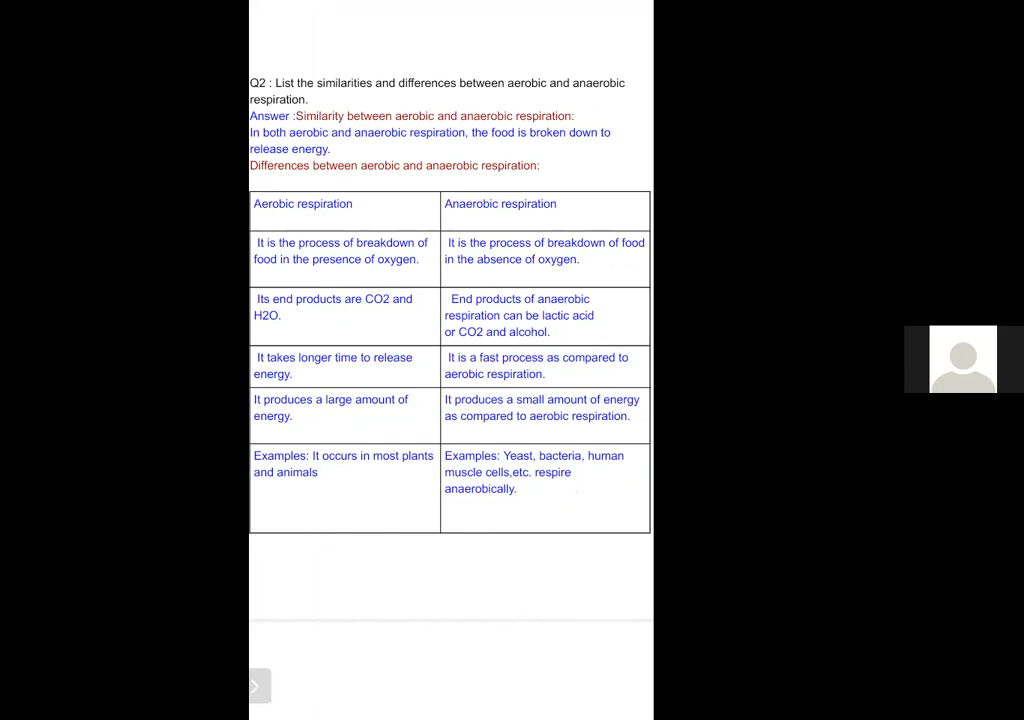 Q2 : List the similarities and differences between aerobic and anaerobic
respiration.
Answer :Similarity between aerobic and anaerobic respiration:
In both aerobic and anaerobic respiration, the food is broken down to
release energy.
Differences between aerobic and anaerobic respiration:
Aerobic respiration
Anaerobic respiration
It is the process of breakdown of
food in the presence of oxygen.
It is the process of breakdown of food
in the absence of oxygen.
Its end products are CO2 and
H2O.
End products of anaerobic
respiration can be lactic acid
or CO2 and alcohol.
It takes longer time to release
energy.
It is a fast process as compared to
aerobic respiration.
It produces a large amount of
energy.
It produces a small amount of energy
as compared to aerobic respiration.
Examples: It occurs in most plants
and animals
Examples: Yeast, bacteria, human
muscle cells,etc. respire
anaerobically.